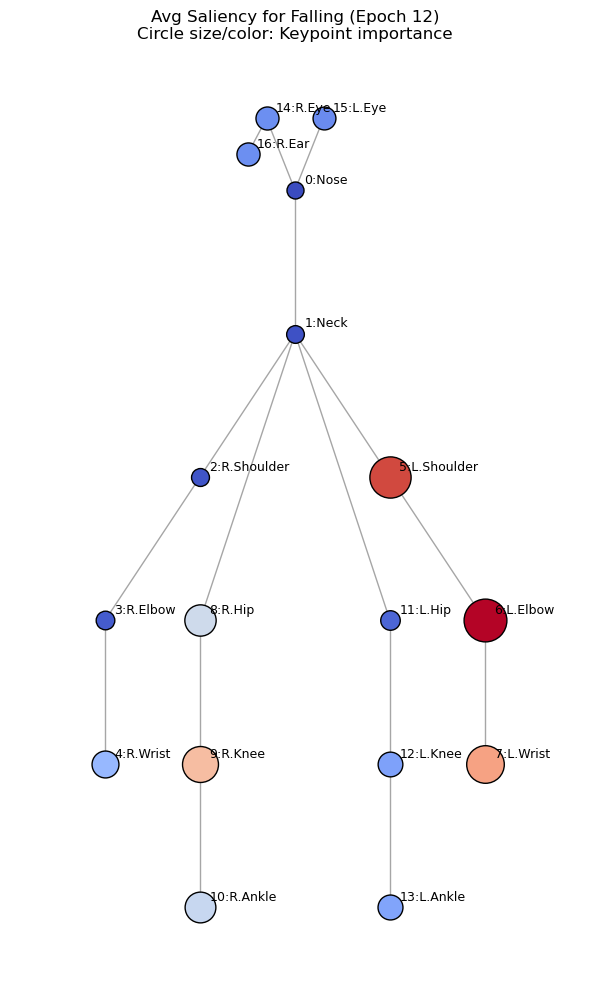 Avg Saliency for Falling (Epoch 12)
Circle size/color: Keypoint importance
14:R.Eye
15:L.Eye
16:R.Ear
0:Nose
1:Neck
2:R.Shoulder
5:L.Shoulder
3:R.Elbow
8:R.Hip
11:L.Hip
6:L.Elbow
4:R.Wrist
9:R.Knee
12:L.Knee
7:L.Wrist
10:R.Ankle
13:L.Ankle